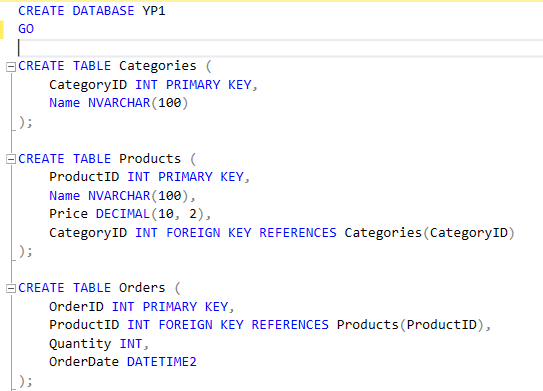 CREATE DATABASE YP1
GO
CREATE TABLE Categories (
    CategoryID INT PRIMARY KEY,
    Name NVARCHAR(100)
);
CREATE TABLE Products (
    ProductID INT PRIMARY KEY,
    Name NVARCHAR(100),
    Price DECIMAL(10, 2),
    CategoryID INT FOREIGN KEY REFERENCES Categories(CategoryID)
);
CREATE TABLE Orders (
    OrderID INT PRIMARY KEY,
    ProductID INT FOREIGN KEY REFERENCES Products(ProductID),
    Quantity INT,
    OrderDate DATETIME2
);